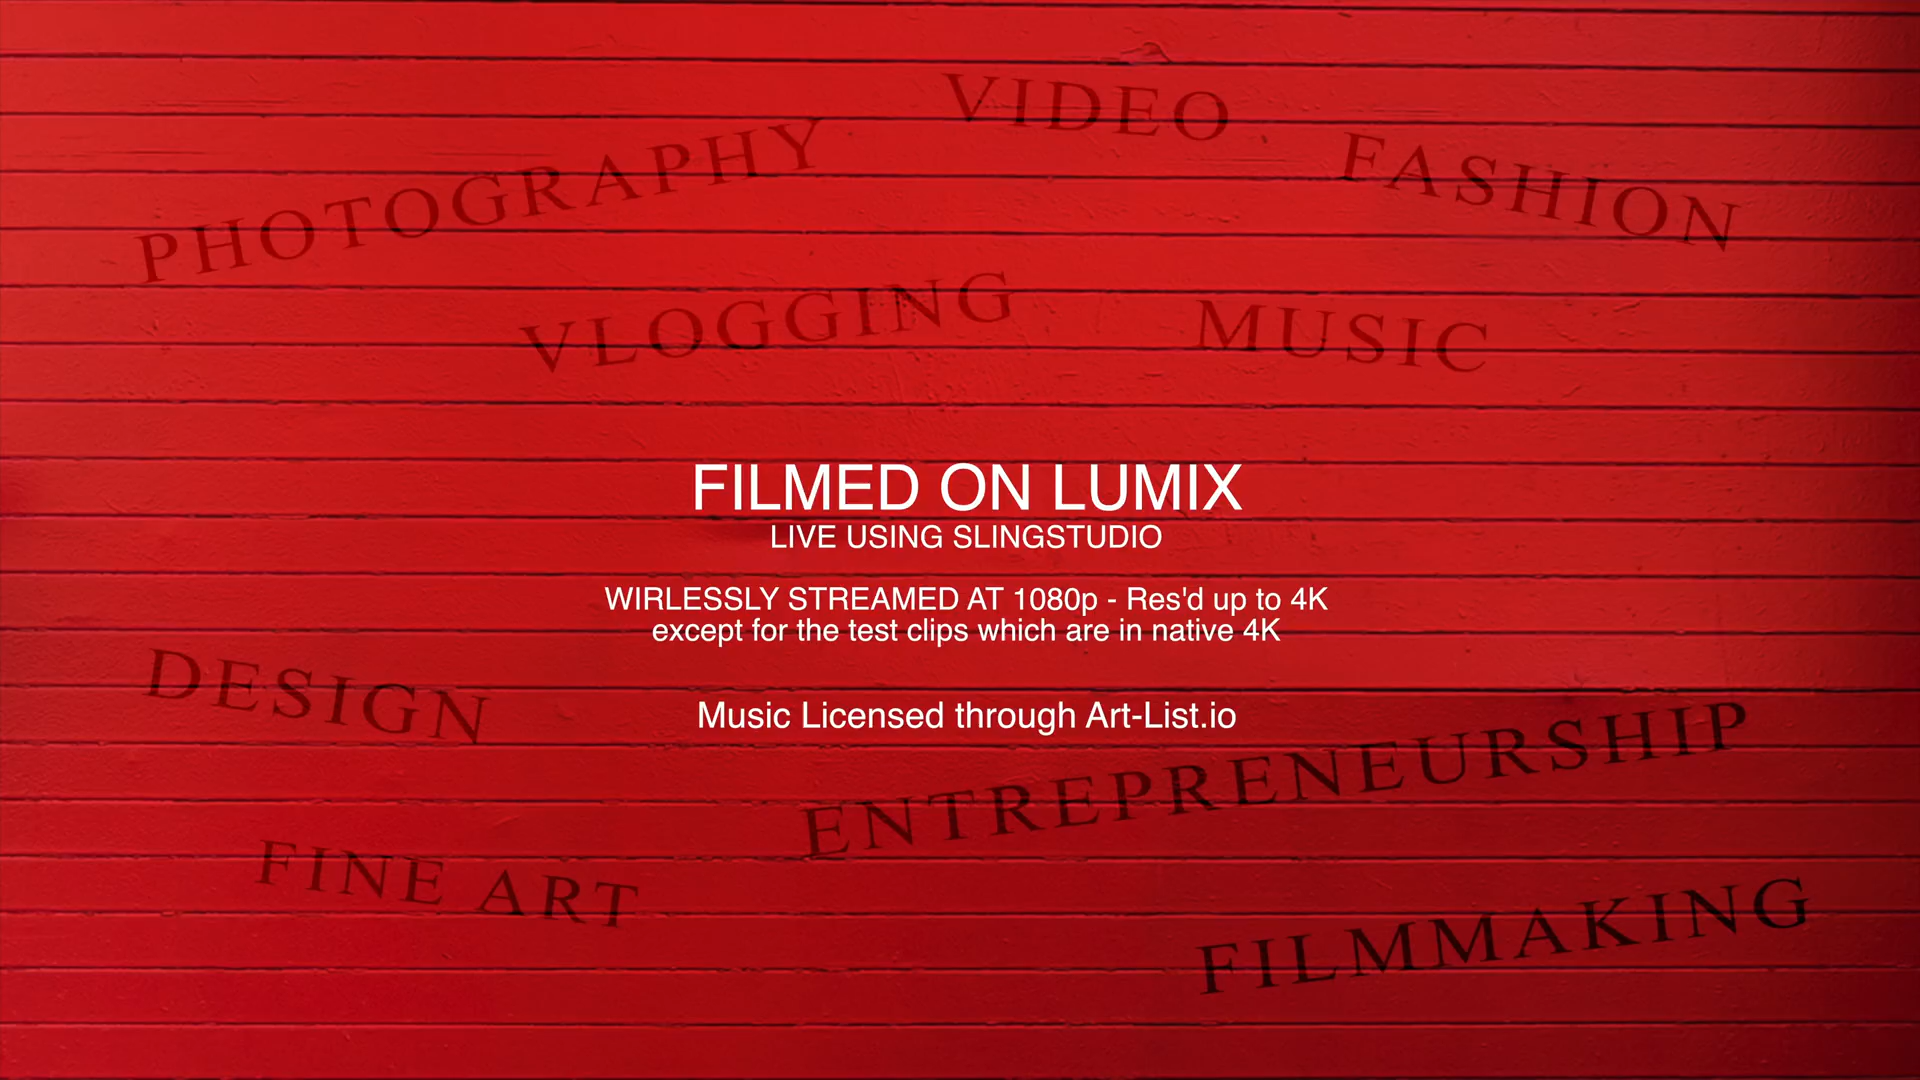 VIDEO
PHOTOGRAPHY
FASHION
VLOGGING
MUSIC
FILMED ON LUMIX
LIVE USING SLINGSTUDIO
WIRLESSLY STREAMED AT 1080p - Res'd up to 4K
except for the test clips which are in native 4K
DESIGN
Music Licensed through Art-List.io
ENTREPRENEURSHIP
FINE ART
FILMMAKING